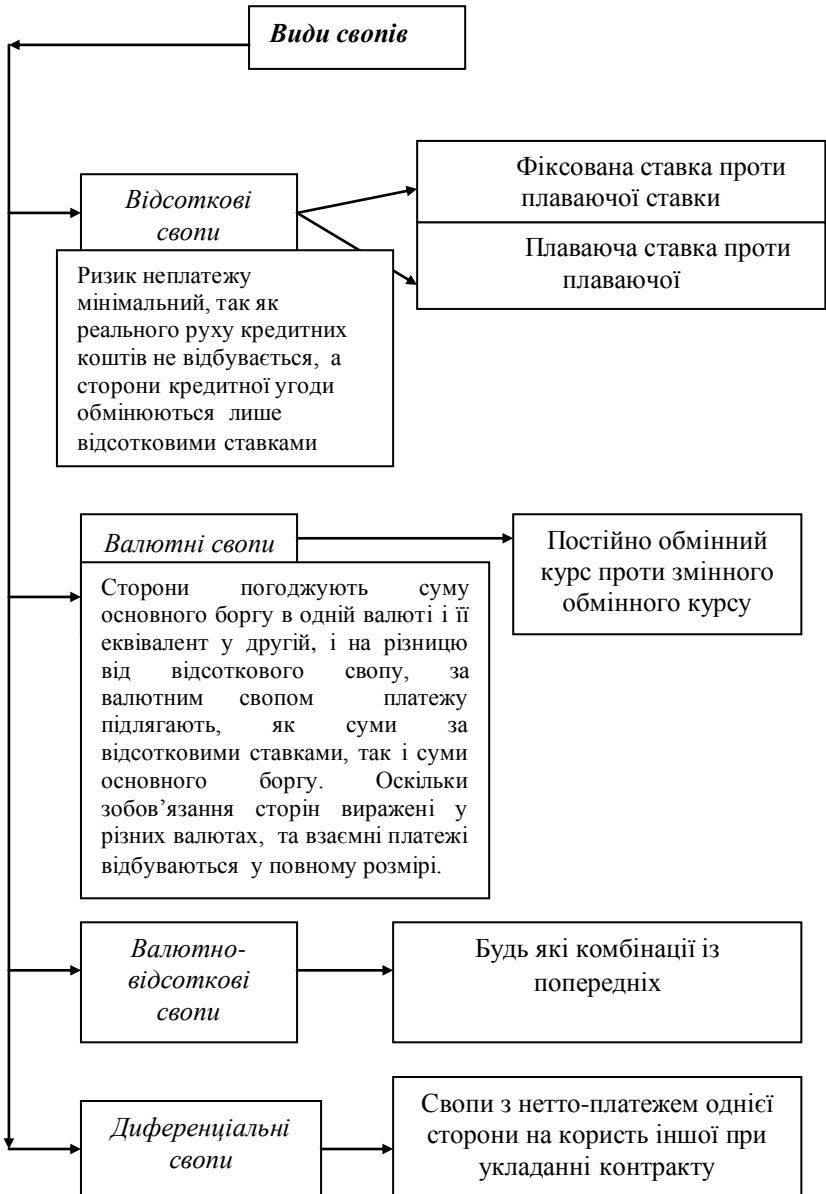 Види свопів
Відсоткові
свопи
Фіксована ставка проти
плаваючої ставки
Плаваюча ставка проти
плаваючої
Ризик неплатежу
мінімальний, так як
реального руху кредитних
коштів не відбувається, а
сторони кредитної угоди
обмінюються лише
відсотковими ставками
Валютні свопи
Постійно обмінний
курс проти змінного
обмінного курсу
Сторони погоджують суму
основного боргу в одній валюті і її
еквівалент у другій, і на різницю
від відсоткового свопу, за
валютним свопом платежу
підлягають, як суми за
відсотковими ставками, так і суми
основного боргу. Оскільки
зобов’язання сторін виражені у
різних валютах, та взаємні платежі
відбуваються у повному розмірі.
Валютно-
відсоткові
свопи
Будь які комбінації із
попередніх
Диференціальні
свопи
Свопи з нетто-платежем однієї
сторони на користь іншої при
укладанні контракту